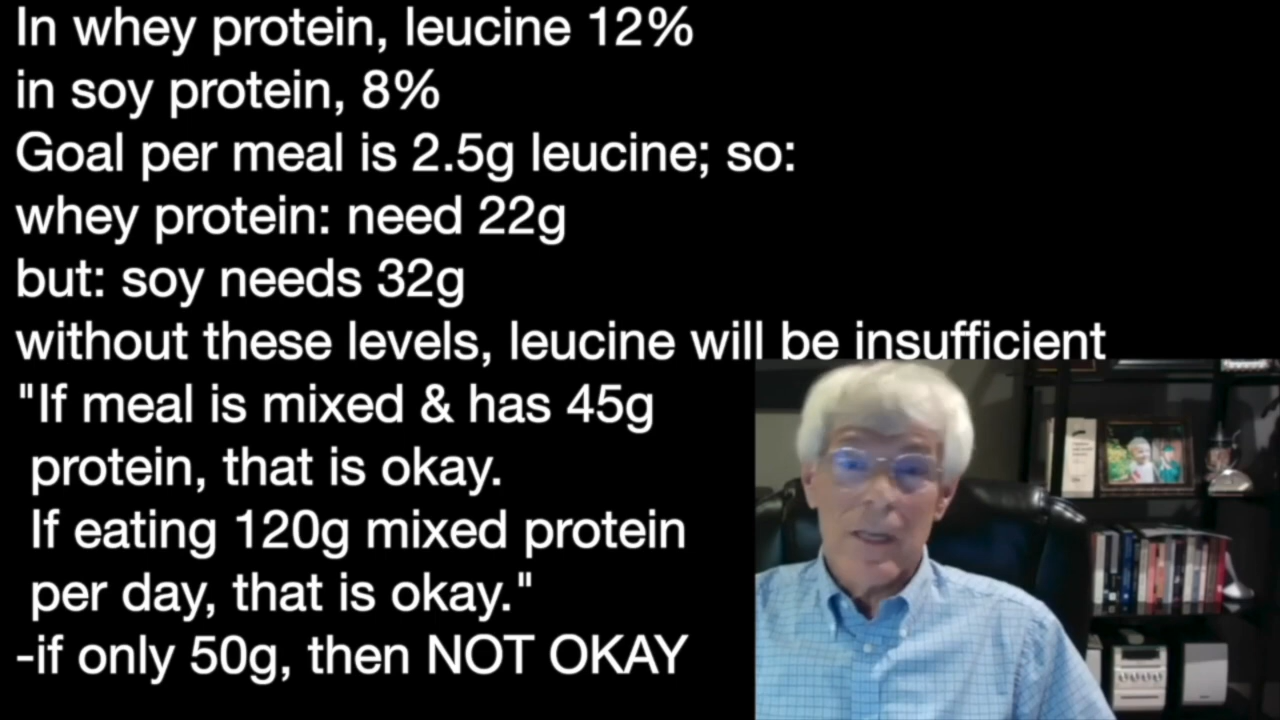 In whey protein, leucine 12%
in soy protein, 8%
Goal per meal is 2.5g leucine; so:
whey protein: need 22g
but: soy needs 32g
without these levels, leucine will be insufficient
"If meal is mixed & has 45g
protein, that is okay.
If eating 120g mixed protein
per day, that is okay."
-if only 50g, then NOT OKAY